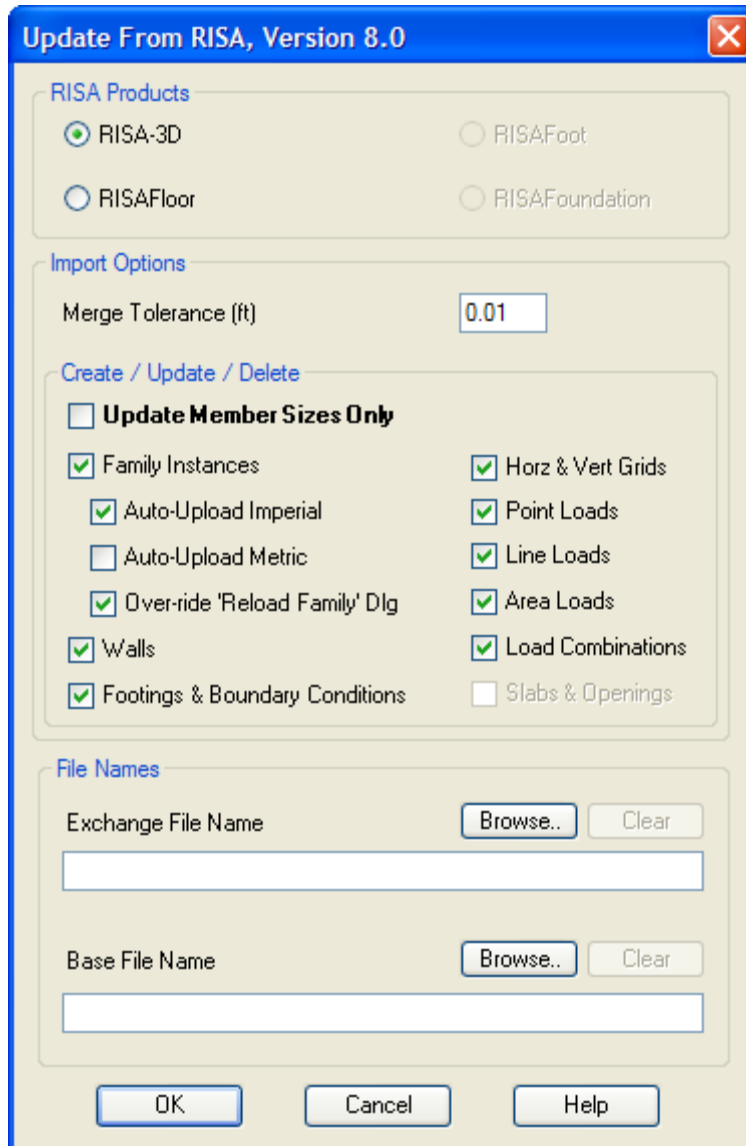 Update From RISA, Version 8.0
RISA Products
RISA-3D RISAFoot
RISAFloor RISAFoundation
Import Options
Merge Tolerance (ft) 0.01
Create / Update / Delete
Update Member Sizes Only
Family Instances Horz & Vert Grids
Auto-Upload Imperial Point Loads
Auto-Upload Metric Line Loads
Over-ride 'Reload Family' Dlg Area Loads
Walls Load Combinations
Footings & Boundary Conditions Slabs & Openings
File Names
Exchange File Name Browse.. Clear
Base File Name Browse.. Clear
OK Cancel Help